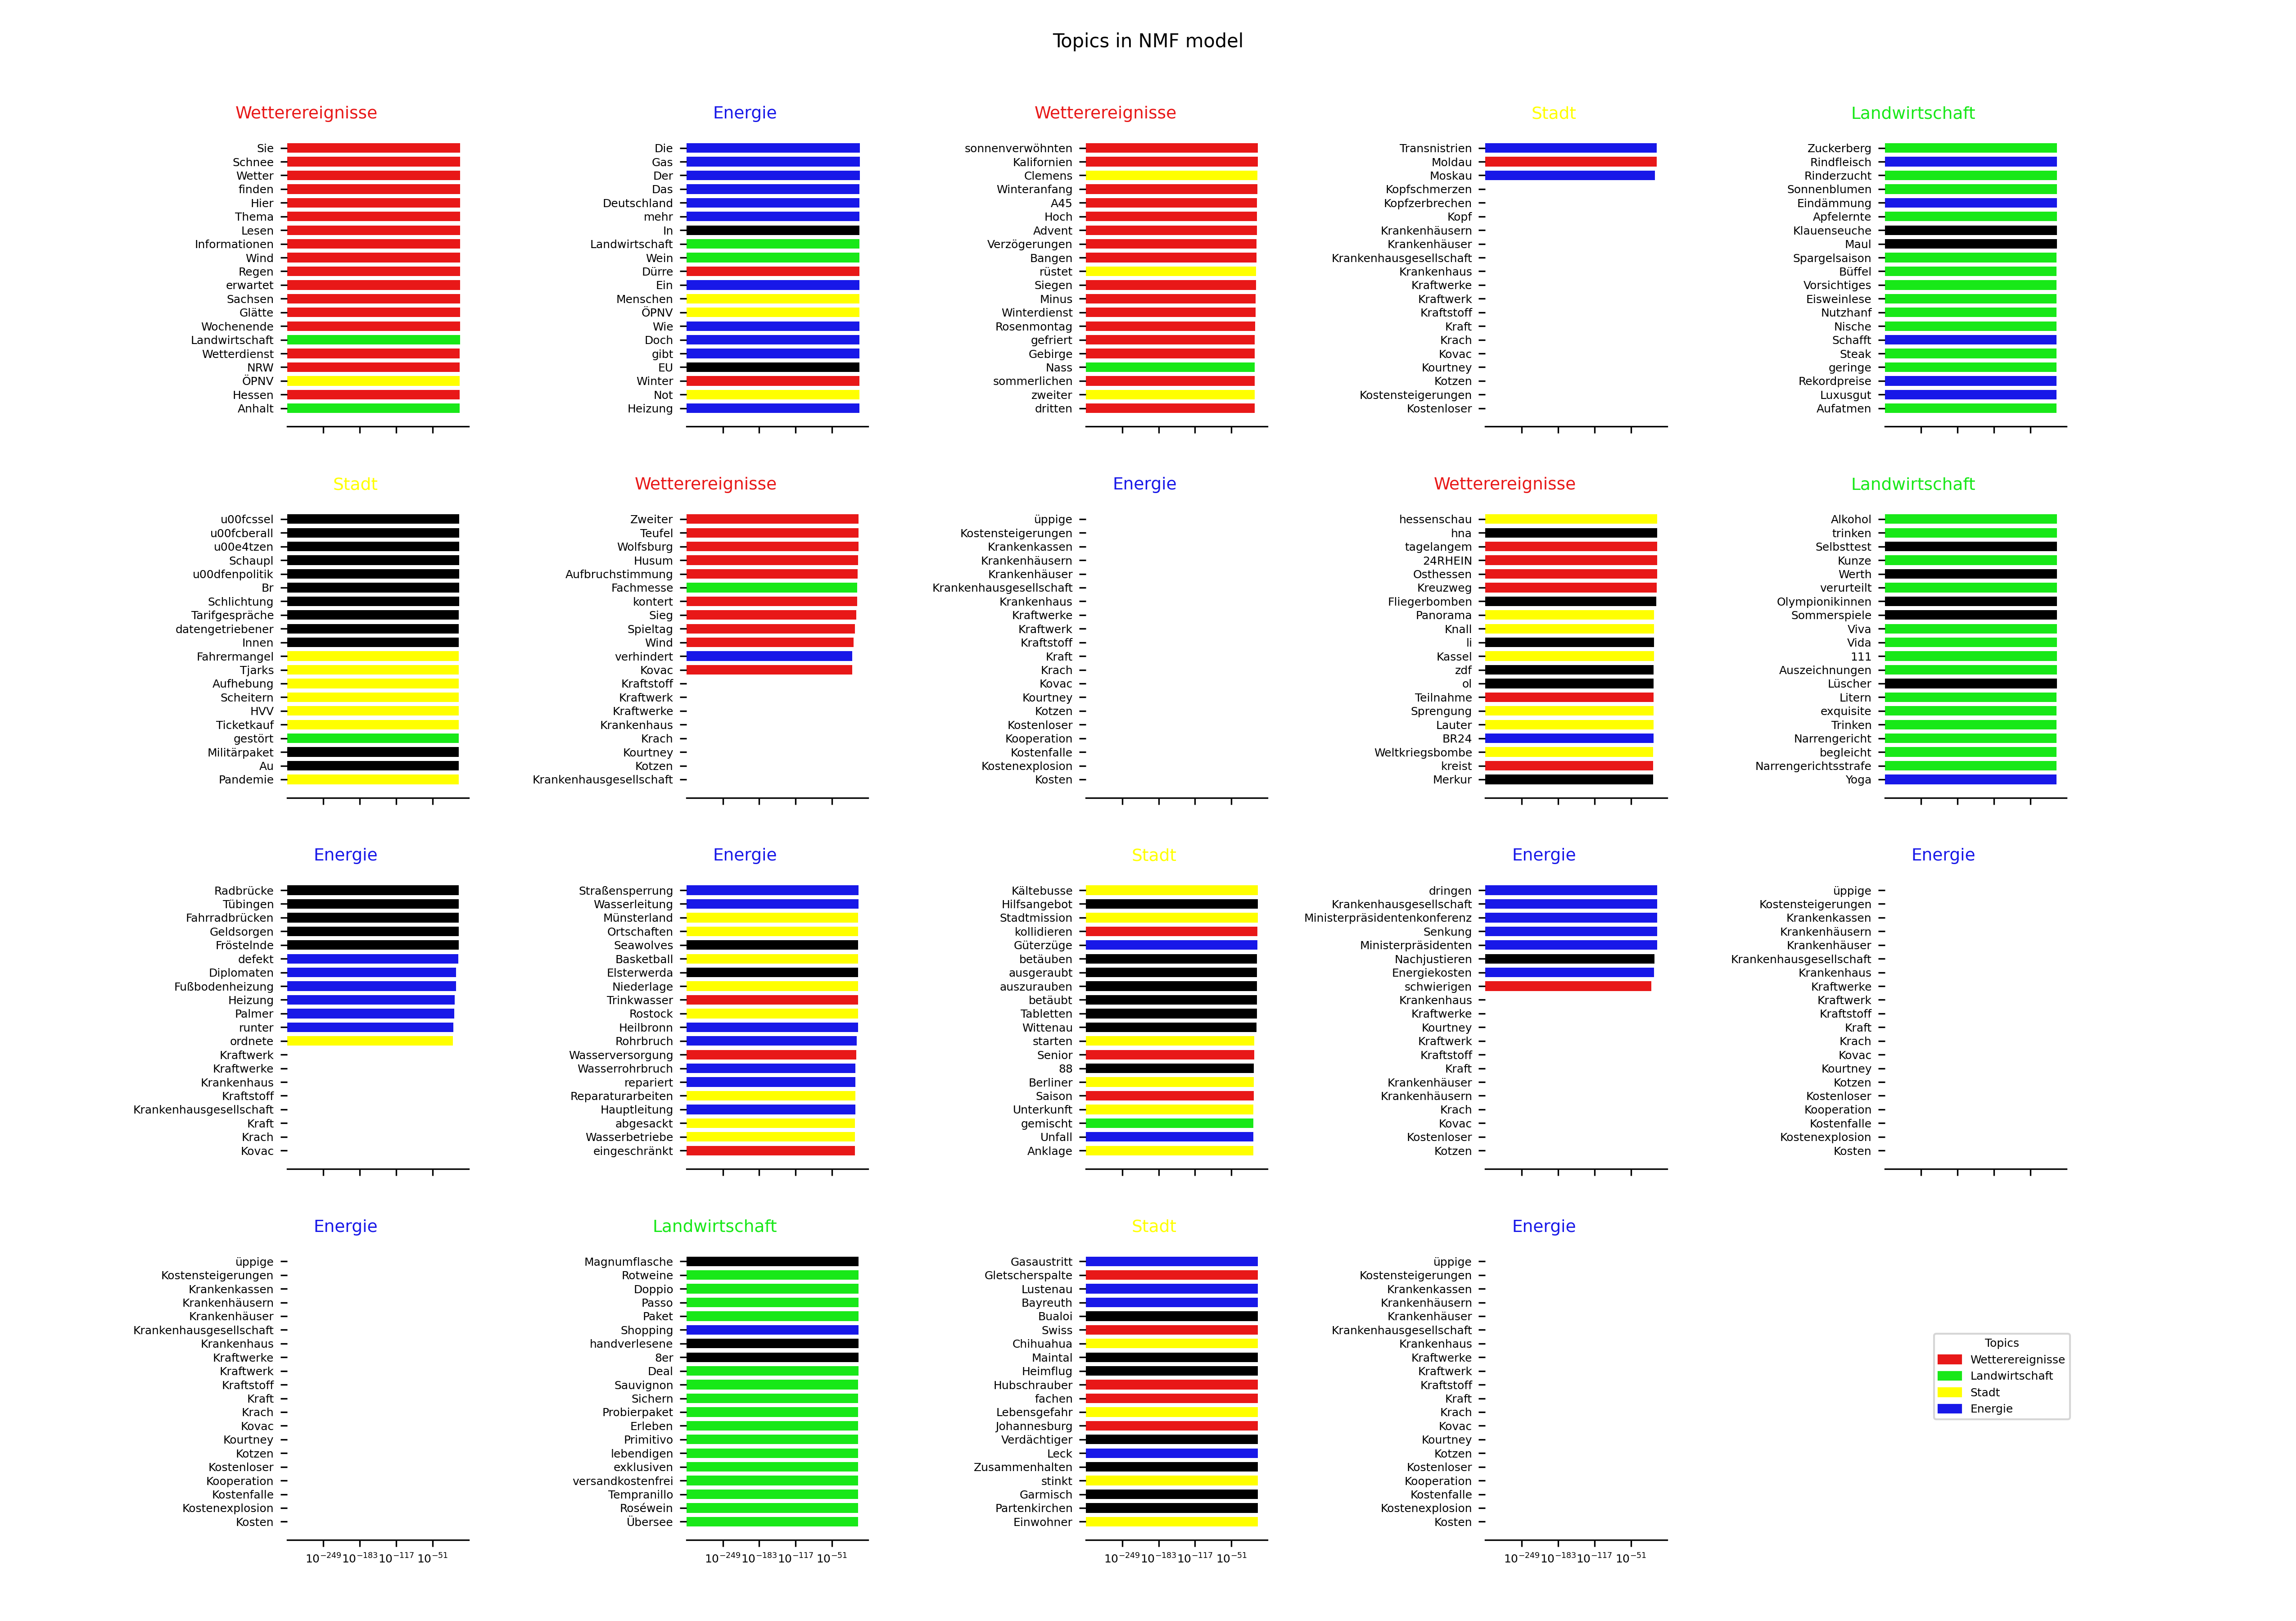 Topics in NMF model
Wetterereignisse
Sie
Schnee
Wetter
finden
Hier
Thema
Lesen
Informationen
Wind
Regen
erwartet
Sachsen
Glätte
Wochenende
Landwirtschaft
Wetterdienst
NRW
ÖPNV
Hessen
Anhalt
Energie
Die
Gas
Der
Das
Deutschland
mehr
In
Landwirtschaft
Wein
Dürre
Ein
Menschen
ÖPNV
Wie
Doch
gibt
EU
Winter
Not
Heizung
Wetterereignisse
sonnenverwöhnten
Kalifornien
Clemens
Winteranfang
A45
Hoch
Advent
Verzögerungen
Bangen
rüstet
Siegen
Minus
Winterdienst
Rosenmontag
gefriert
Gebirge
Nass
sommerlichen
zweiter
dritten
Stadt
Transnistrien
Moldau
Moskau
Kopfschmerzen
Kopfzerbrechen
Kopf
Krankenhäusern
Krankenhäuser
Krankenhausgesellschaft
Krankenhaus
Kraftwerke
Kraftwerk
Kraftstoff
Kraft
Krach
Kovac
Kourtney
Kotzen
Kostensteigerungen
Kostenloser
Landwirtschaft
Zuckerberg
Rindfleisch
Rinderzucht
Sonnenblumen
Eindämmung
Apfelernte
Klauenseuche
Maul
Spargelsaison
Büffel
Vorsichtiges
Eisweinlese
Nutzhanf
Nische
Schafft
Steak
geringe
Rekordpreise
Luxusgut
Aufatmen
Stadt
u00fcssel
u00fcberall
u00e4tzen
Schaupl
u00dfenpolitik
Br
Schlichtung
Tarifgespräche
datengetriebener
Innen
Fahrermangel
Tjarks
Aufhebung
Scheitern
HVV
Ticketkauf
gestört
Militärpaket
Au
Pandemie
Wetterereignisse
Zweiter
Teufel
Wolfsburg
Husum
Aufbruchstimmung
Fachmesse
kontert
Sieg
Spieltag
Wind
verhindert
Kovac
Kraftstoff
Kraftwerk
Kraftwerke
Krankenhaus
Krach
Kourtney
Kotzen
Krankenhausgesellschaft
Energie
üppige
Kostensteigerungen
Krankenkassen
Krankenhäusern
Krankenhäuser
Krankenhausgesellschaft
Krankenhaus
Kraftwerke
Kraftwerk
Kraftstoff
Kraft
Krach
Kovac
Kourtney
Kotzen
Kostenloser
Kooperation
Kostenfalle
Kostenexplosion
Kosten
Wetterereignisse
hessenschau
hna
tagelangem
24RHEIN
Osthessen
Kreuzweg
Fliegerbomben
Panorama
Knall
li
Kassel
zdf
ol
Teilnahme
Sprengung
Lauter
BR24
Weltkriegsbombe
kreist
Merkur
Landwirtschaft
Alkohol
trinken
Selbsttest
Kunze
Werth
verurteilt
Olympionikinnen
Sommerspiele
Viva
Vida
111
Auszeichnungen
Lüscher
Litern
exquisite
Trinken
Narrengericht
begleicht
Narrengerichtsstrafe
Yoga
Energie
Radbrücke
Tübingen
Fahrradbrücken
Geldsorgen
Fröstelnde
defekt
Diplomaten
Fußbodenheizung
Heizung
Palmer
runter
ordnete
Kraftwerk
Kraftwerke
Krankenhaus
Kraftstoff
Krankenhausgesellschaft
Kraft
Krach
Kovac
Energie
Straßensperrung
Wasserleitung
Münsterland
Ortschaften
Seawolves
Basketball
Elsterwerda
Niederlage
Trinkwasser
Rostock
Heilbronn
Rohrbruch
Wasserversorgung
Wasserrohrbruch
repariert
Reparaturarbeiten
Hauptleitung
abgesackt
Wasserbetriebe
eingeschränkt
Stadt
Kältebusse
Hilfsangebot
Stadtmission
kollidieren
Güterzüge
betäuben
ausgeraubt
auszurauben
betäubt
Tabletten
Wittenau
starten
Senior
88
Berliner
Saison
Unterkunft
gemischt
Unfall
Anklage
Energie
dringen
Krankenhausgesellschaft
Ministerpräsidentenkonferenz
Senkung
Ministerpräsidenten
Nachjustieren
Energiekosten
schwierigen
Krankenhaus
Kraftwerke
Kourtney
Kraftwerk
Kraftstoff
Kraft
Krankenhäuser
Krankenhäusern
Krach
Kovac
Kostenloser
Kotzen
Energie
üppige
Kostensteigerungen
Krankenkassen
Krankenhäusern
Krankenhäuser
Krankenhausgesellschaft
Krankenhaus
Kraftwerke
Kraftwerk
Kraftstoff
Kraft
Krach
Kovac
Kourtney
Kotzen
Kostenloser
Kooperation
Kostenfalle
Kostenexplosion
Kosten
Energie
üppige
Kostensteigerungen
Krankenkassen
Krankenhäusern
Krankenhäuser
Krankenhausgesellschaft
Krankenhaus
Kraftwerke
Kraftwerk
Kraftstoff
Kraft
Krach
Kovac
Kourtney
Kotzen
Kostenloser
Kooperation
Kostenfalle
Kostenexplosion
Kosten
10⁻²⁴⁹ 10⁻¹⁸³ 10⁻¹¹⁷ 10⁻⁵¹
Landwirtschaft
Magnumflasche
Rotweine
Doppio
Passo
Paket
Shopping
handverlesene
8er
Deal
Sauvignon
Sichern
Probierpaket
Erleben
Primitivo
lebendigen
exklusiven
versandkostenfrei
Tempranillo
Roséwein
Übersee
10⁻²⁴⁹ 10⁻¹⁸³ 10⁻¹¹⁷ 10⁻⁵¹
Stadt
Gasaustritt
Gletscherspalte
Lustenau
Bayreuth
Bualoi
Swiss
Chihuahua
Maintal
Heimflug
Hubschrauber
fachen
Lebensgefahr
Johannesburg
Verdächtiger
Leck
Zusammenhalten
stinkt
Garmisch
Partenkirchen
Einwohner
10⁻²⁴⁹ 10⁻¹⁸³ 10⁻¹¹⁷ 10⁻⁵¹
Energie
üppige
Kostensteigerungen
Krankenkassen
Krankenhäusern
Krankenhäuser
Krankenhausgesellschaft
Krankenhaus
Kraftwerke
Kraftwerk
Kraftstoff
Kraft
Krach
Kovac
Kourtney
Kotzen
Kostenloser
Kooperation
Kostenfalle
Kostenexplosion
Kosten
10⁻²⁴⁹ 10⁻¹⁸³ 10⁻¹¹⁷ 10⁻⁵¹
Topics
Wetterereignisse
Landwirtschaft
Stadt
Energie